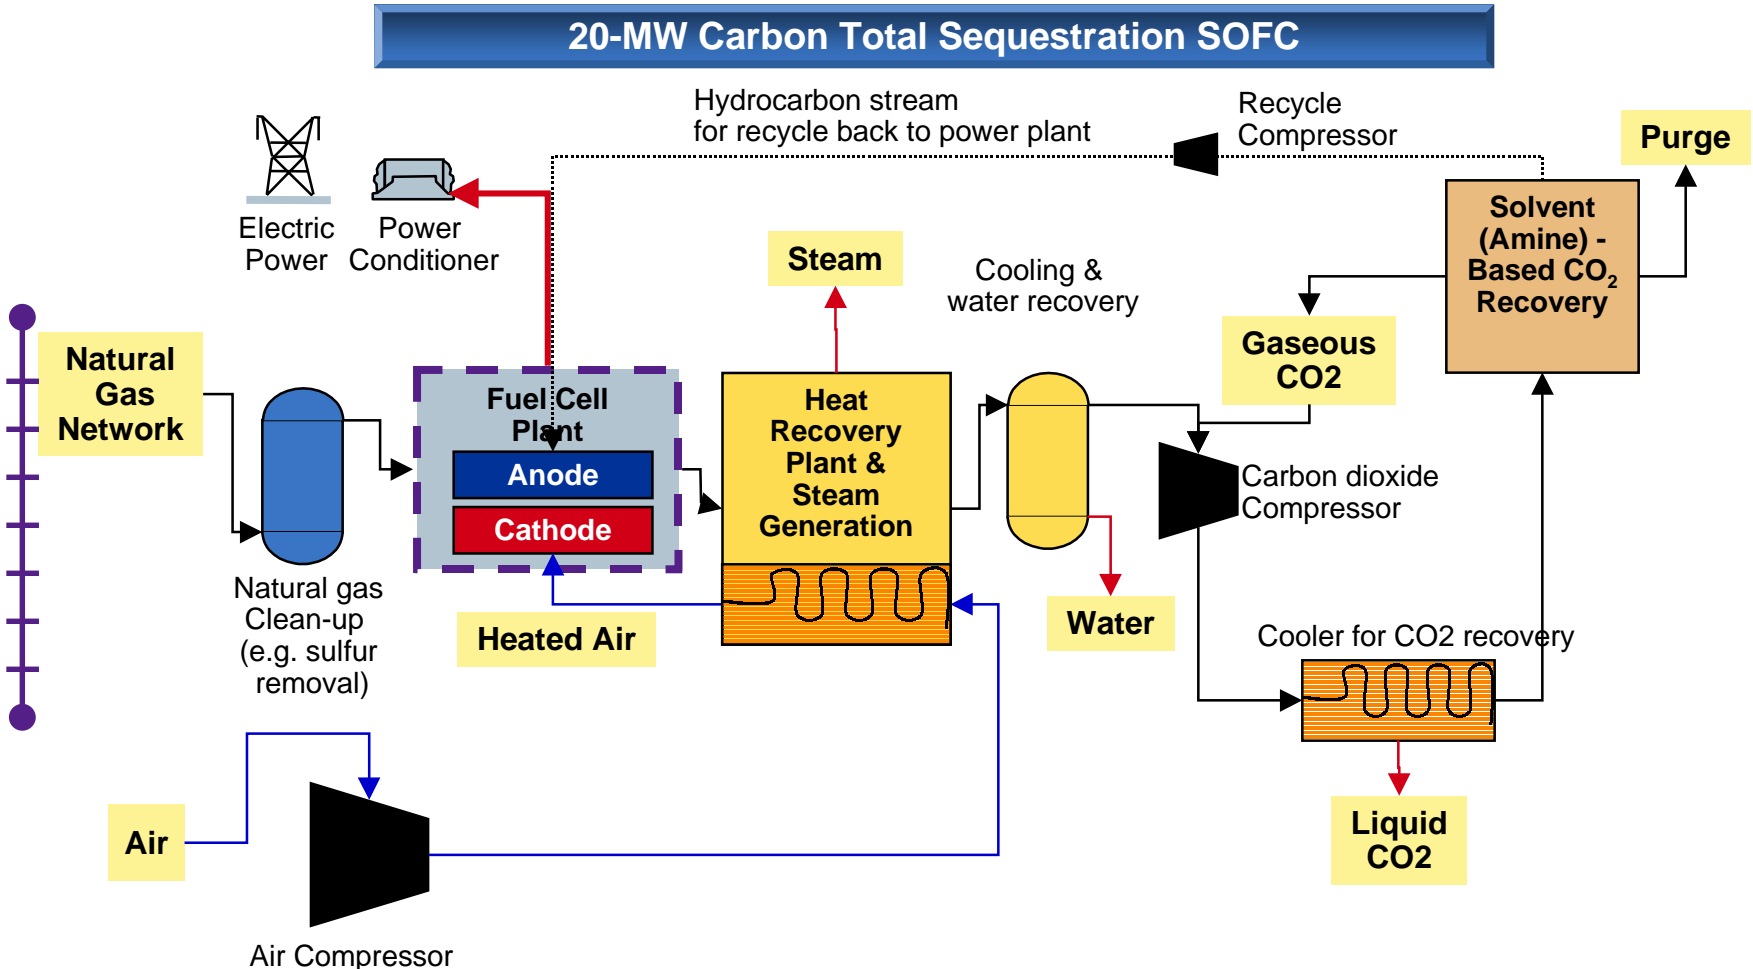 20-MW Carbon Total Sequestration SOFC
Hydrocarbon stream
for recycle back to power plant
Recycle
Compressor
Purge
Electric
Power
Power
Conditioner
Steam
Cooling &
water recovery
Solvent
(Amine) -
Based CO₂
Recovery
Natural
Gas
Network
Fuel Cell
Plant
Anode
Cathode
Heat
Recovery
Plant &
Steam
Generation
Gaseous
CO2
Carbon dioxide
Compressor
Natural gas
Clean-up
(e.g. sulfur
removal)
Heated Air
Water
Cooler for CO2 recovery
Air
Liquid
CO2
Air Compressor